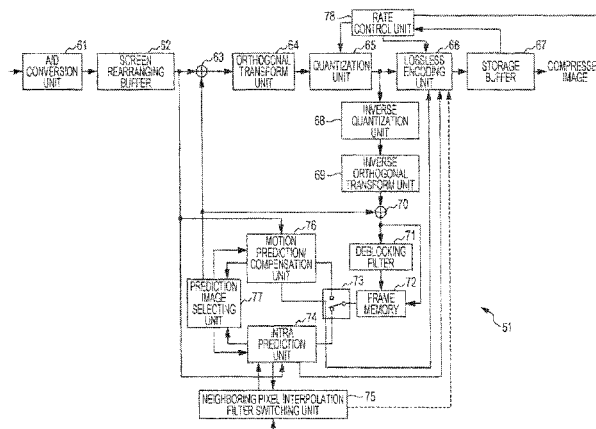 78
RATE
CONTROL UNIT
61
A/D
CONVERSION
UNIT
62
SCREEN
REARRANGING
BUFFER
63
64
ORTHOGONAL
TRANSFORM UNIT
65
QUANTIZATION
UNIT
66
LOSSLESS
ENCODING
UNIT
67
STORAGE
BUFFER
COMPRESSE
IMAGE
68
INVERSE
QUANTIZATION
UNIT
69
INVERSE
ORTHOGONAL
TRANSFORM UNIT
70
76
MOTION
PREDICTION/
COMPENSATION
UNIT
71
DEBLOCKING
FILTER
72
FRAME
MEMORY
73
PREDICTION
IMAGE
SELECTING
UNIT
77
74
INTRA
PREDICTION
UNIT
51
75
NEIGHBORING PIXEL INTERPOLATION
FILTER SWITCHING UNIT